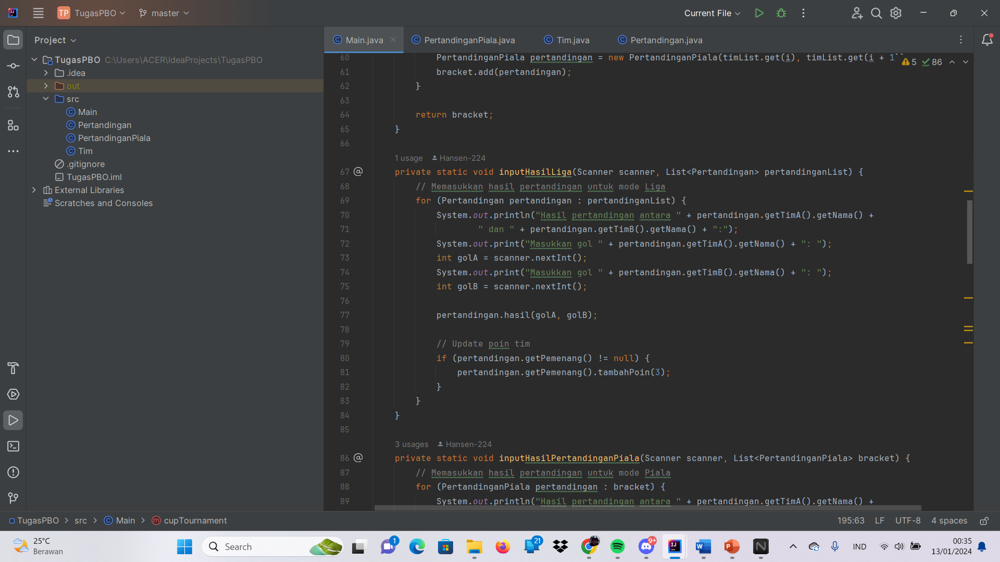 TP TugasPBO master Current File
Project
Main.java PertandinganPiala.java Tim.java Pertandingan.java
TugasPBO C:\Users\ACER\IdeaProjects\TugasPBO
.idea
out
src
Main
Pertandingan
PertandinganPiala
Tim
.gitignore
TugasPBO.iml
External Libraries
Scratches and Consoles
5 86
60 PertandinganPiala pertandingan = new PertandinganPiala(timList.get(i), timList.get(i + 1
61 bracket.add(pertandingan);
62 }
63
64 return bracket;
65 }
66
1 usage Hansen-224
67 @ private static void inputHasilLiga(Scanner scanner, List<Pertandingan> pertandinganList) {
68 // Memasukkan hasil pertandingan untuk mode Liga
69 for (Pertandingan pertandingan : pertandinganList) {
70 System.out.println("Hasil pertandingan antara " + pertandingan.getTimA().getNama() +
71 " dan " + pertandingan.getTimB().getNama() + ":");
72 System.out.print("Masukkan gol " + pertandingan.getTimA().getNama() + ": ");
73 int golA = scanner.nextInt();
74 System.out.print("Masukkan gol " + pertandingan.getTimB().getNama() + ": ");
75 int golB = scanner.nextInt();
76
77 pertandingan.hasil(golA, golB);
78
79 // Update poin tim
80 if (pertandingan.getPemenang() != null) {
81 pertandingan.getPemenang().tambahPoin(3);
82 }
83 }
84 }
85
3 usages Hansen-224
86 @ private static void inputHasilPertandinganPiala(Scanner scanner, List<PertandinganPiala> bracket) {
87 // Memasukkan hasil pertandingan untuk mode Piala
88 for (PertandinganPiala pertandingan : bracket) {
89 System.out.println("Hasil pertandingan antara " + pertandingan.getTimA().getNama() +
TugasPBO > src > Main > cupTournament 195:63 LF UTF-8 4 spaces
25°C
Berawan
Search
1
21
9+
IND
00:35
13/01/2024